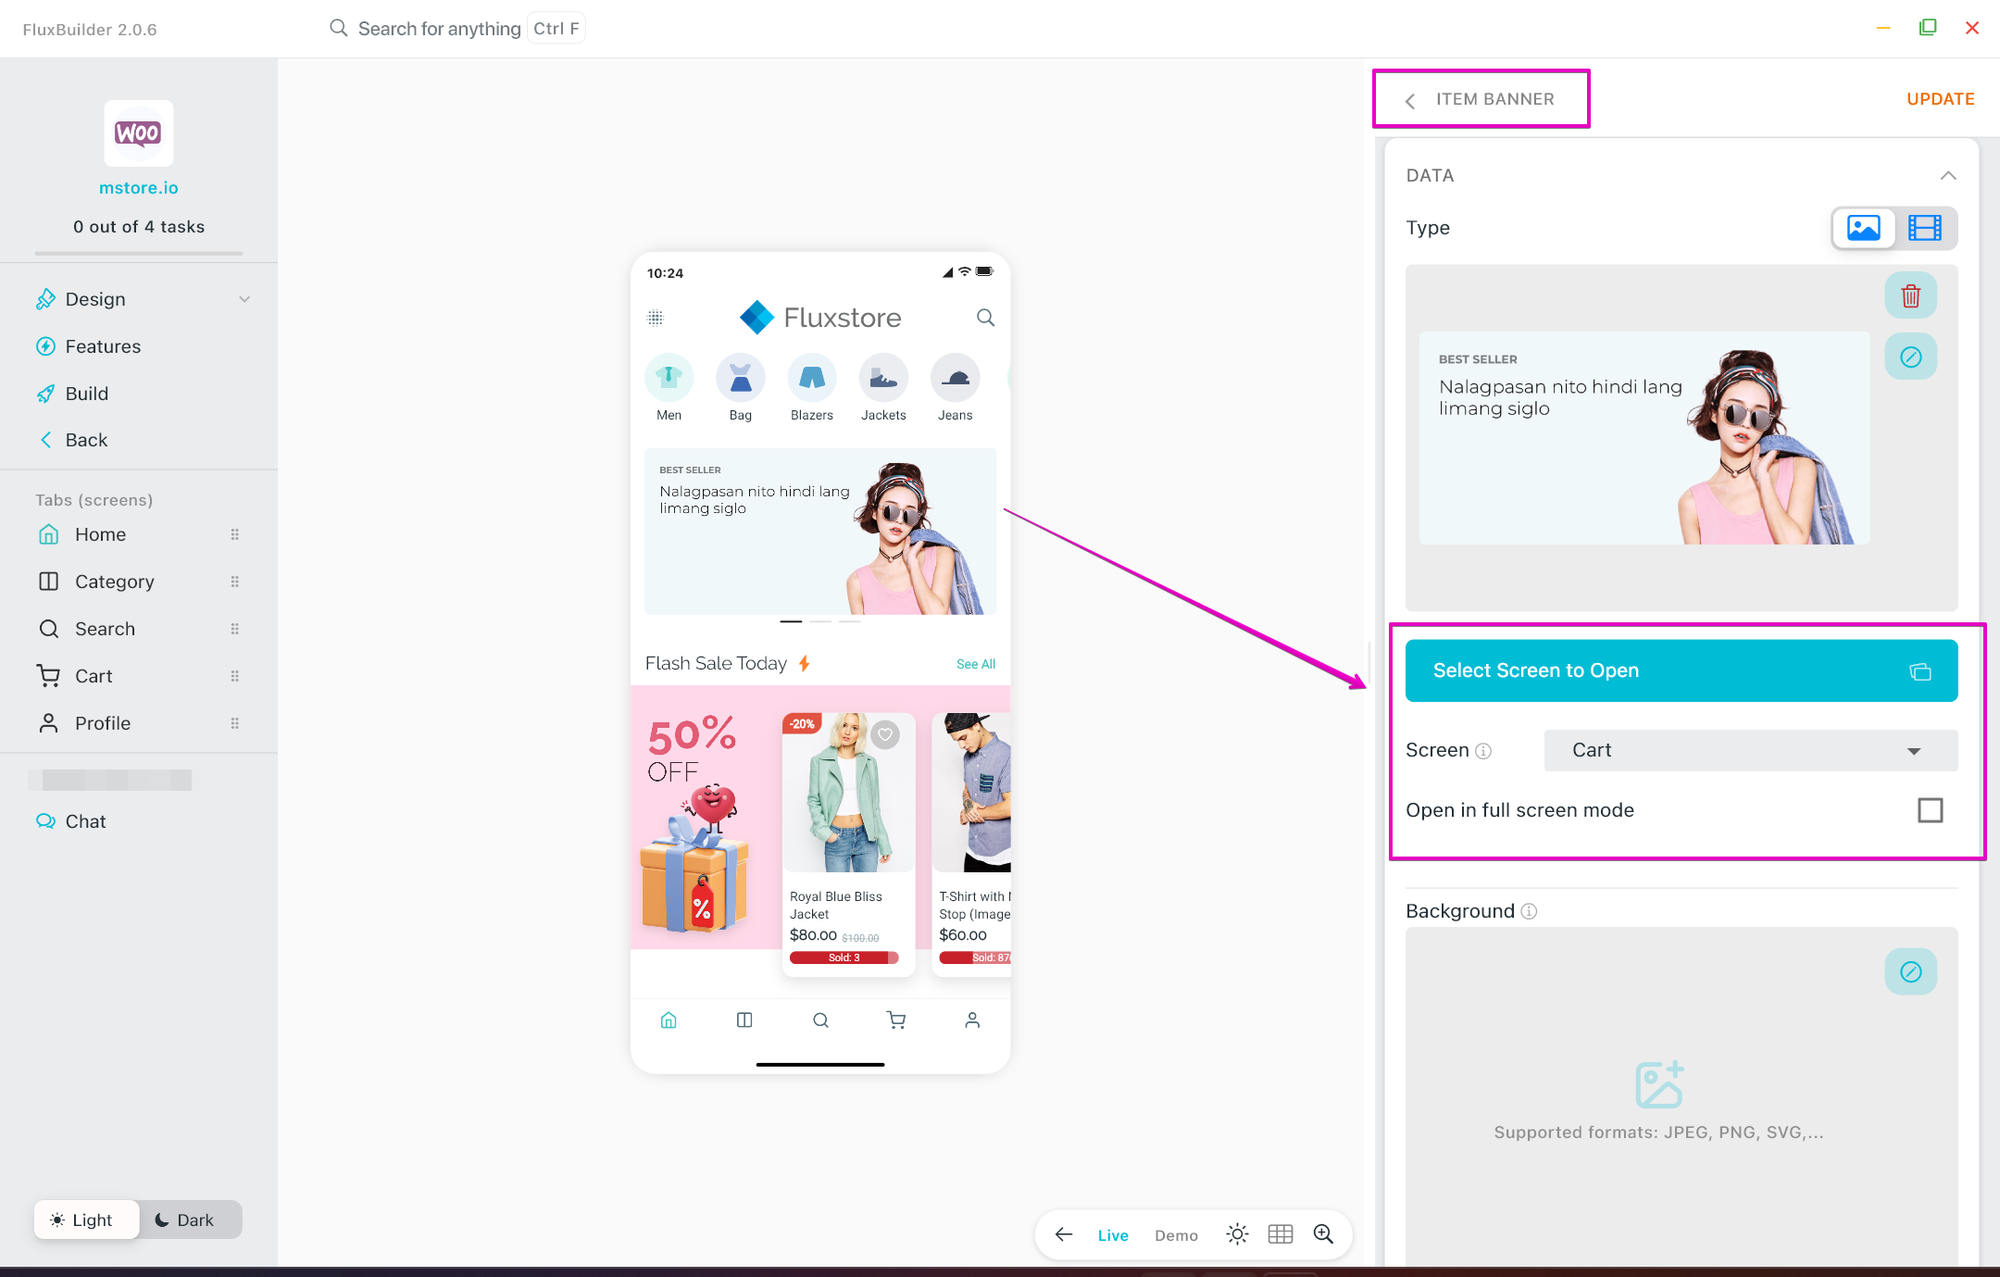 FluxBuilder 2.0.6
Search for anything
Ctrl F
WOO
mstore.io
0 out of 4 tasks
Design
Features
Build
Back
Tabs (screens)
Home
Category
Search
Cart
Profile
Chat
Light
Dark
10:24
Fluxstore
Men
Bag
Blazers
Jackets
Jeans
BEST SELLER
Nalagpasan nito hindi lang
limang siglo
Flash Sale Today
See All
50%
OFF
%
-20%
Royal Blue Bliss
Jacket
$80.00 $100.00
Sold: 3
T-Shirt with
Stop (Image
$60.00
Sold: 87
Live
Demo
ITEM BANNER
UPDATE
DATA
Type
BEST SELLER
Nalagpasan nito hindi lang
limang siglo
Select Screen to Open
Screen
Cart
Open in full screen mode
Background
Supported formats: JPEG, PNG, SVG,...